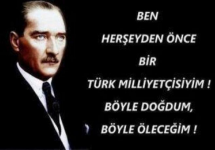 BEN
HERŞEYDEN ÖNCE
BİR
TÜRK MİLLİYETÇİSİYİM !
BÖYLE DOĞDUM,
BÖYLE ÖLECEĞİM !